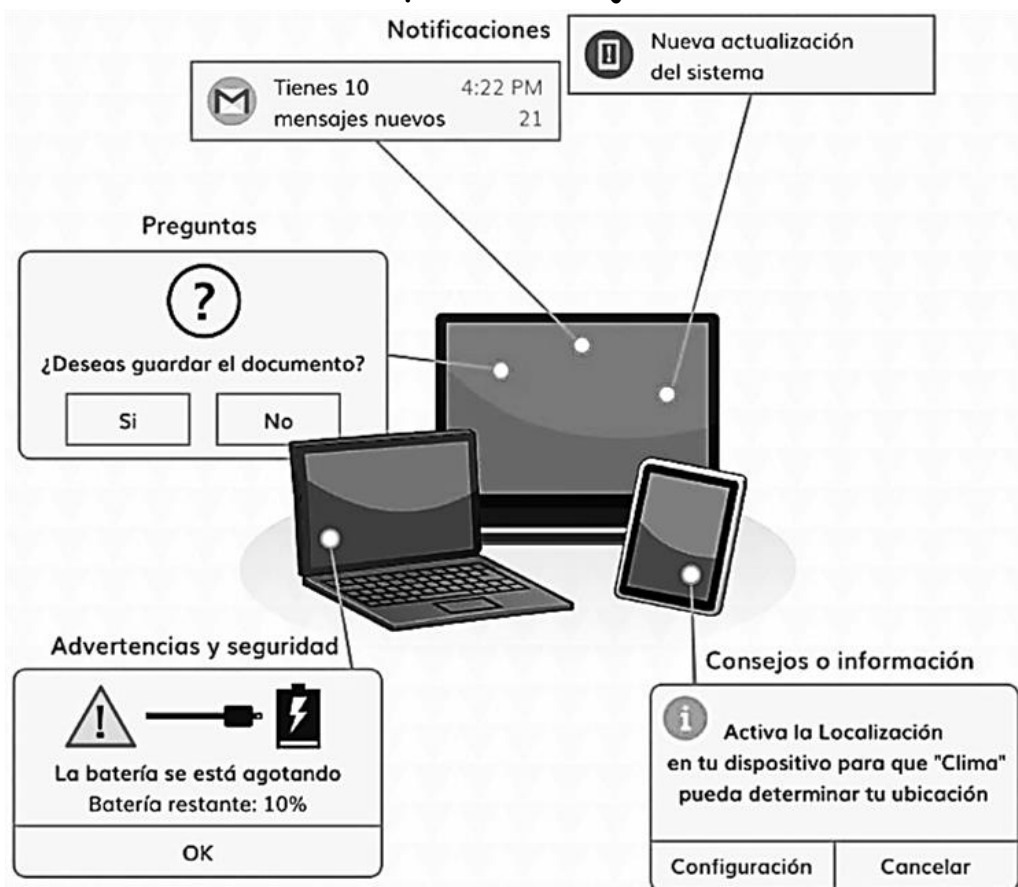 Notificaciones
Tienes 10 4:22 PM
mensajes nuevos 21
Nueva actualización
del sistema
Preguntas
?
¿Deseas guardar el documento?
Si No
Advertencias y seguridad
!
La batería se está agotando
Batería restante: 10%
OK
Consejos o información
i
Activa la Localización
en tu dispositivo para que "Clima"
pueda determinar tu ubicación
Configuración Cancelar